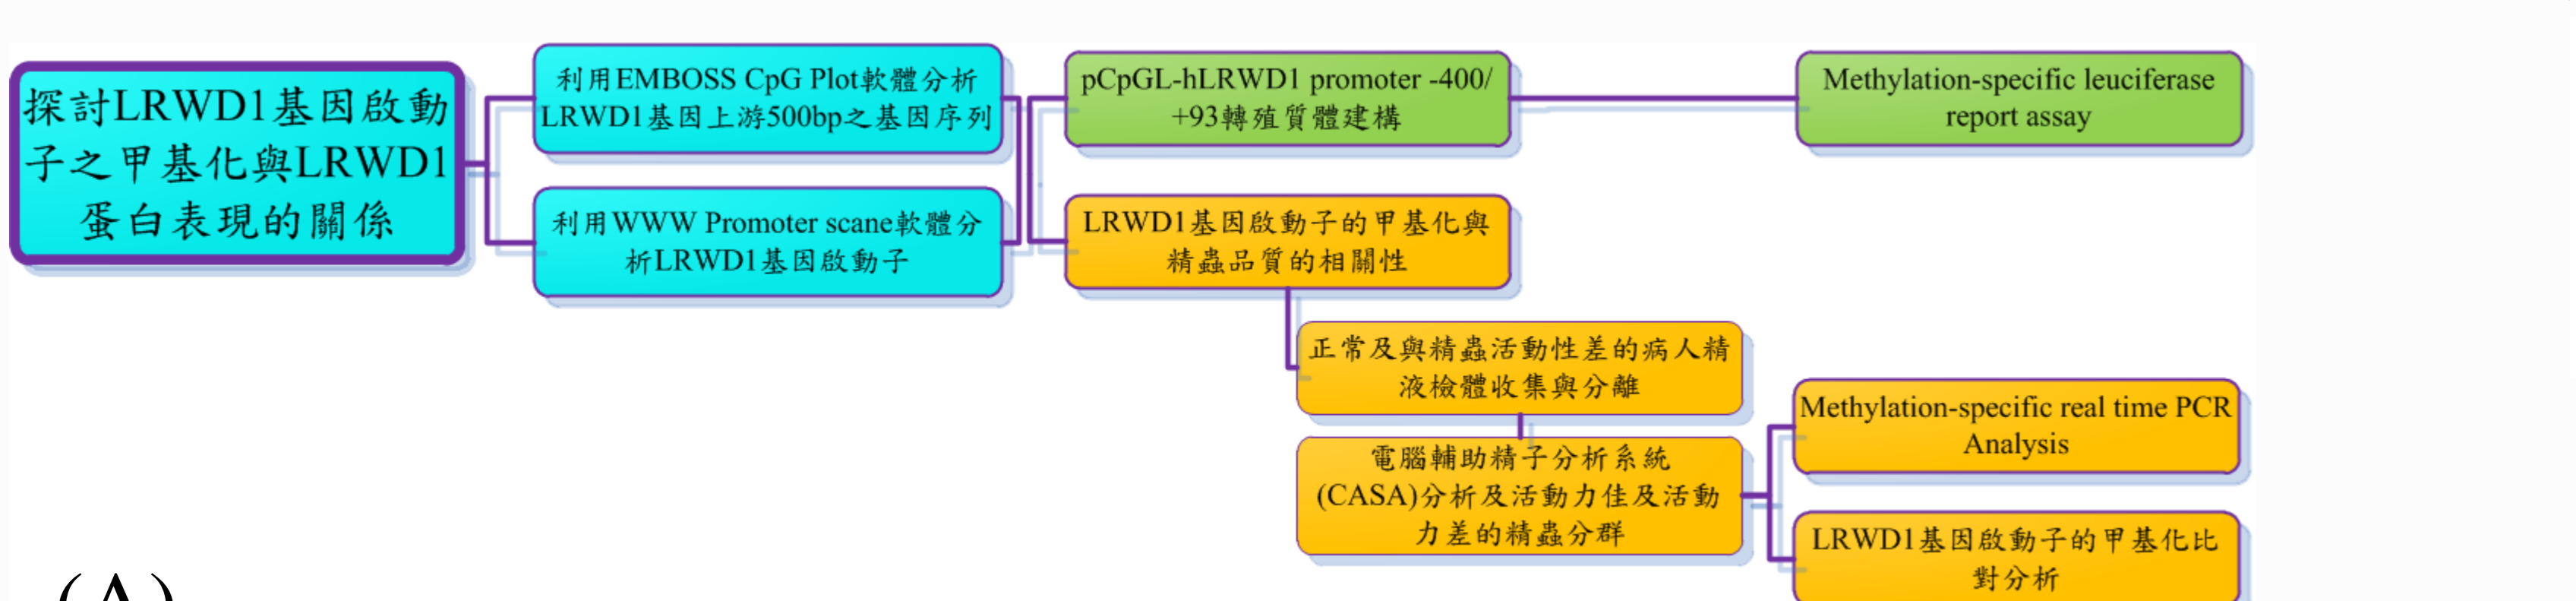 探討LRWD1基因啟動
子之甲基化與LRWD1
蛋白表現的關係
利用EMBOSS CpG Plot軟體分析
LRWD1基因上游500bp之基因序列
利用WWW Promoter scane軟體分
析LRWD1基因啟動子
pCpGL-hLRWD1 promoter -400/
+93轉殖質體建構
Methylation-specific leuciferase
report assay
LRWD1基因啟動子的甲基化與
精蟲品質的相關性
正常及與精蟲活動性差的病人精
液檢體收集與分離
電腦輔助精子分析系統
(CASA)分析及活動力佳及活動
力差的精蟲分群
Methylation-specific real time PCR
Analysis
LRWD1基因啟動子的甲基化比
對分析
(A)